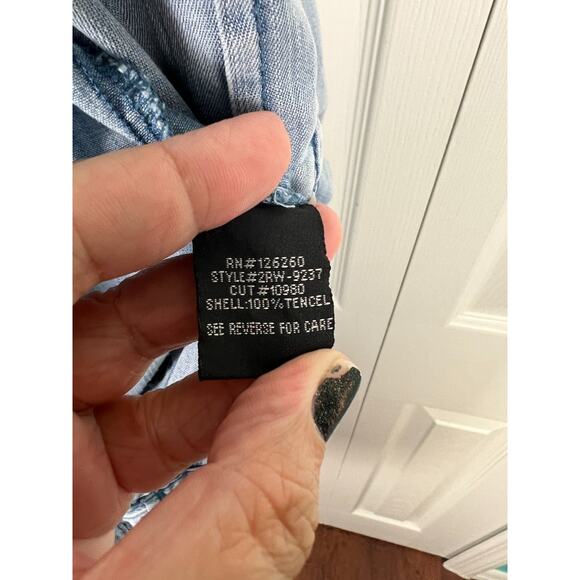 RN#126260
STYLE#2RW-9237
CUT#10980
SHELL:100%TENCEL
SEE REVERSE FOR CARE